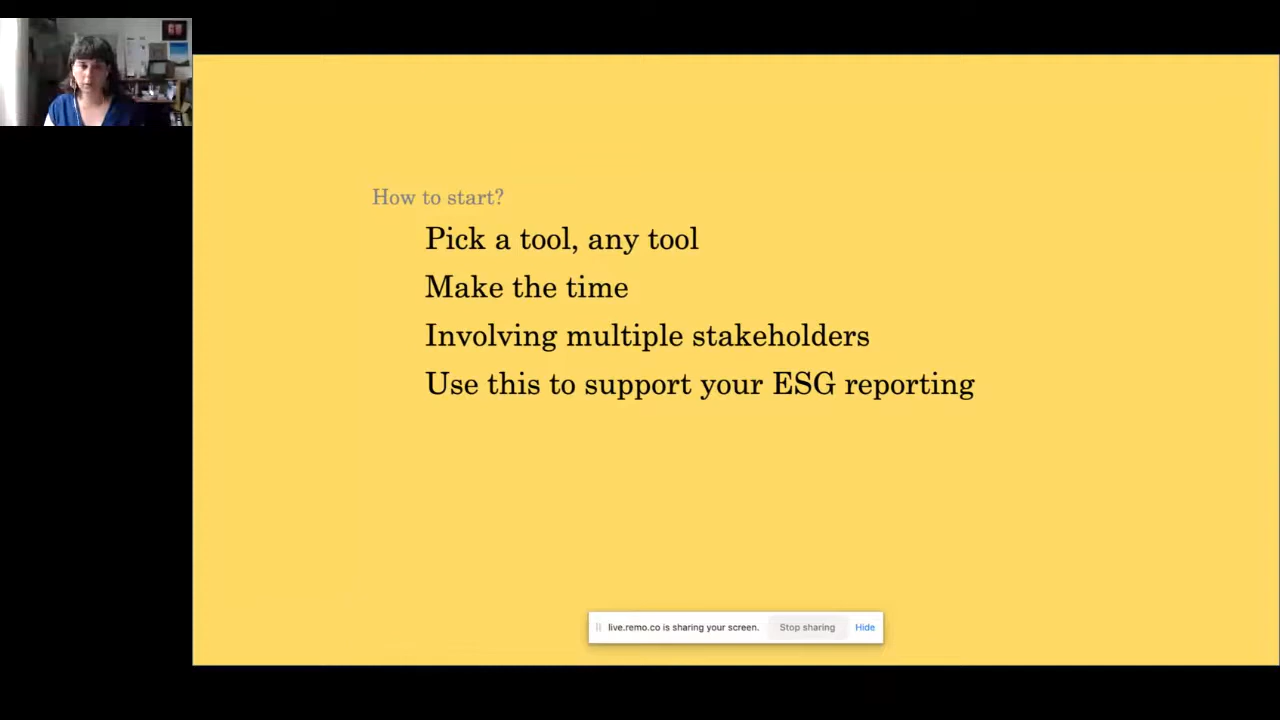 How to start?
Pick a tool, any tool
Make the time
Involving multiple stakeholders
Use this to support your ESG reporting
live.remo.co is sharing your screen. Stop sharing Hide